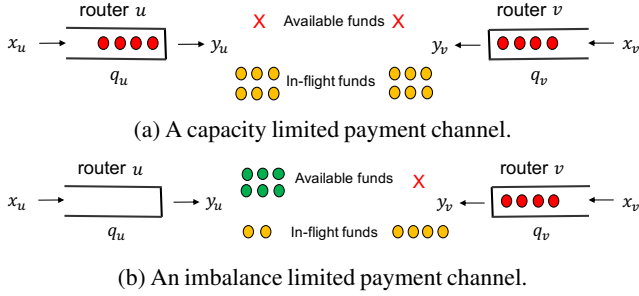 router u
router v
X Available funds X
x_u y_u y_v x_v
q_u In-flight funds q_v
(a) A capacity limited payment channel.
router u
router v
Available funds X
x_u y_u y_v x_v
q_u In-flight funds q_v
(b) An imbalance limited payment channel.